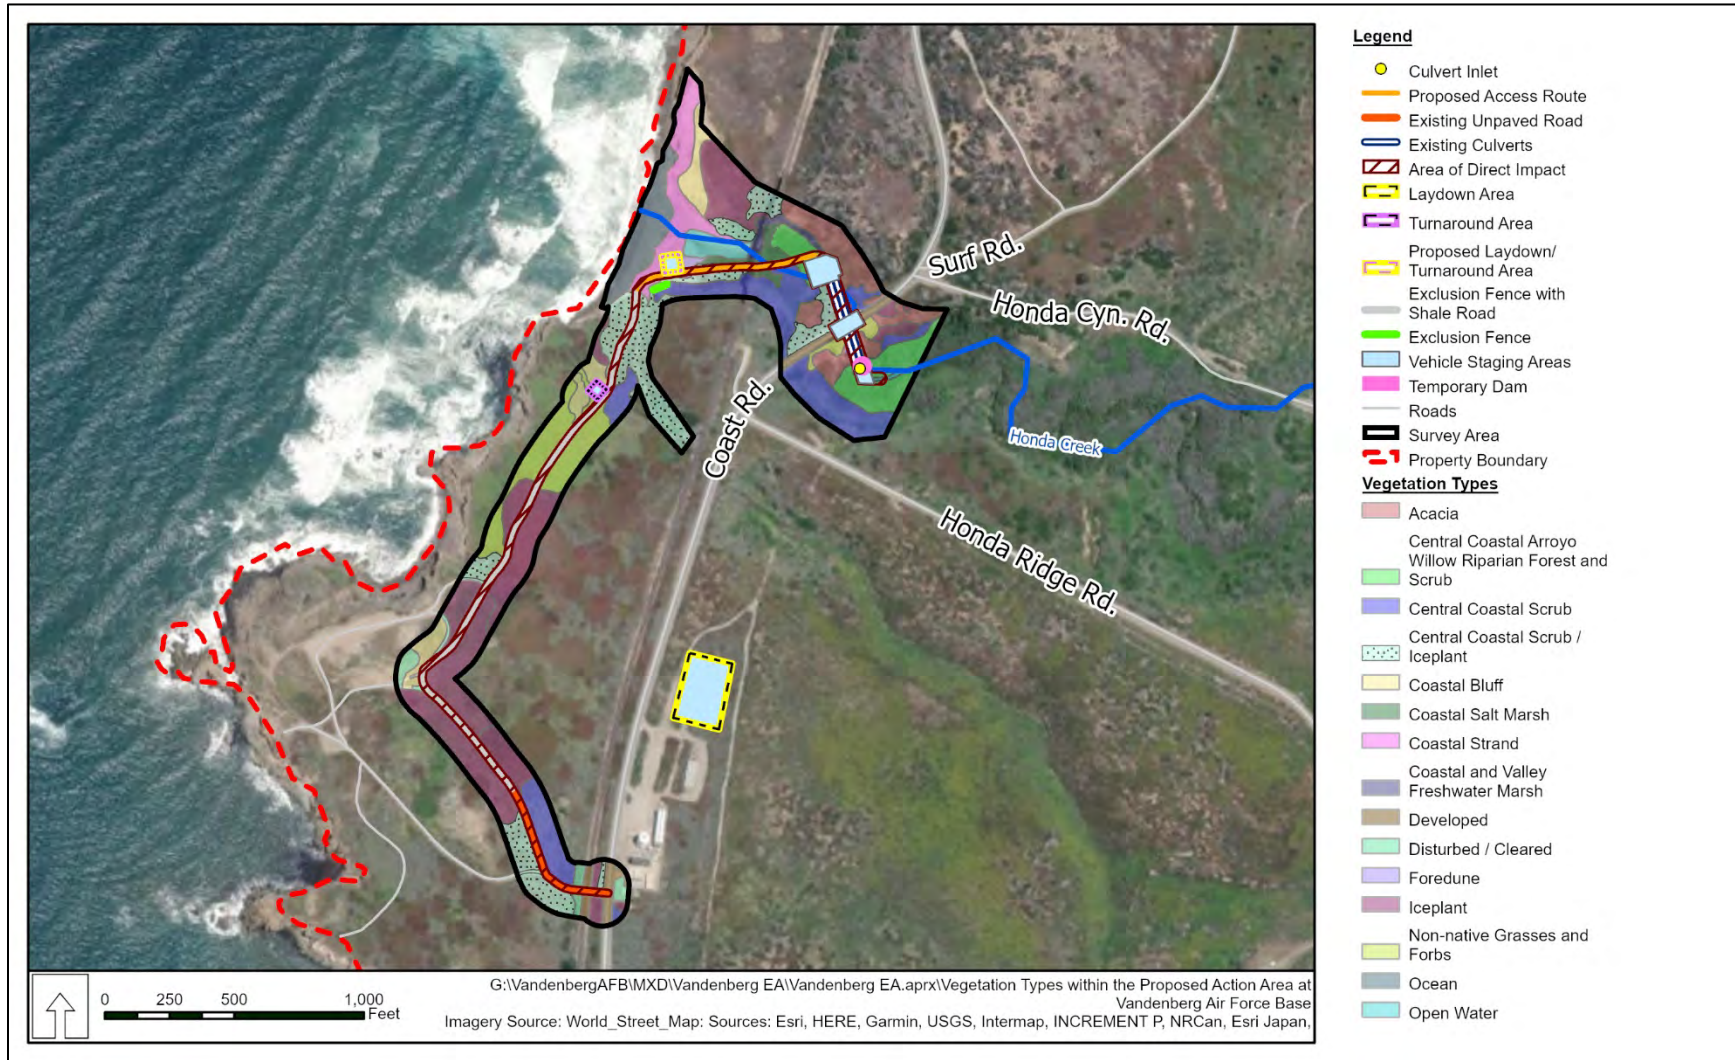 Surf Rd.
Honda Cyn. Rd.
Coast Rd.
Honda Creek
Honda Ridge Rd.
G:\VandenbergAFB\MXD\Vandenberg EA\Vandenberg EA.aprx\Vegetation Types within the Proposed Action Area at
Vandenberg Air Force Base
Imagery Source: World_Street_Map: Sources: Esri, HERE, Garmin, USGS, Intermap, INCREMENT P, NRCan, Esri Japan,
0 250 500 1,000
Feet
Legend
Culvert Inlet
Proposed Access Route
Existing Unpaved Road
Existing Culverts
Area of Direct Impact
Laydown Area
Turnaround Area
Proposed Laydown/
Turnaround Area
Exclusion Fence with
Shale Road
Exclusion Fence
Vehicle Staging Areas
Temporary Dam
Roads
Survey Area
Property Boundary
Vegetation Types
Acacia
Central Coastal Arroyo
Willow Riparian Forest and
Scrub
Central Coastal Scrub
Central Coastal Scrub /
Iceplant
Coastal Bluff
Coastal Salt Marsh
Coastal Strand
Coastal and Valley
Freshwater Marsh
Developed
Disturbed / Cleared
Foredune
Iceplant
Non-native Grasses and
Forbs
Ocean
Open Water